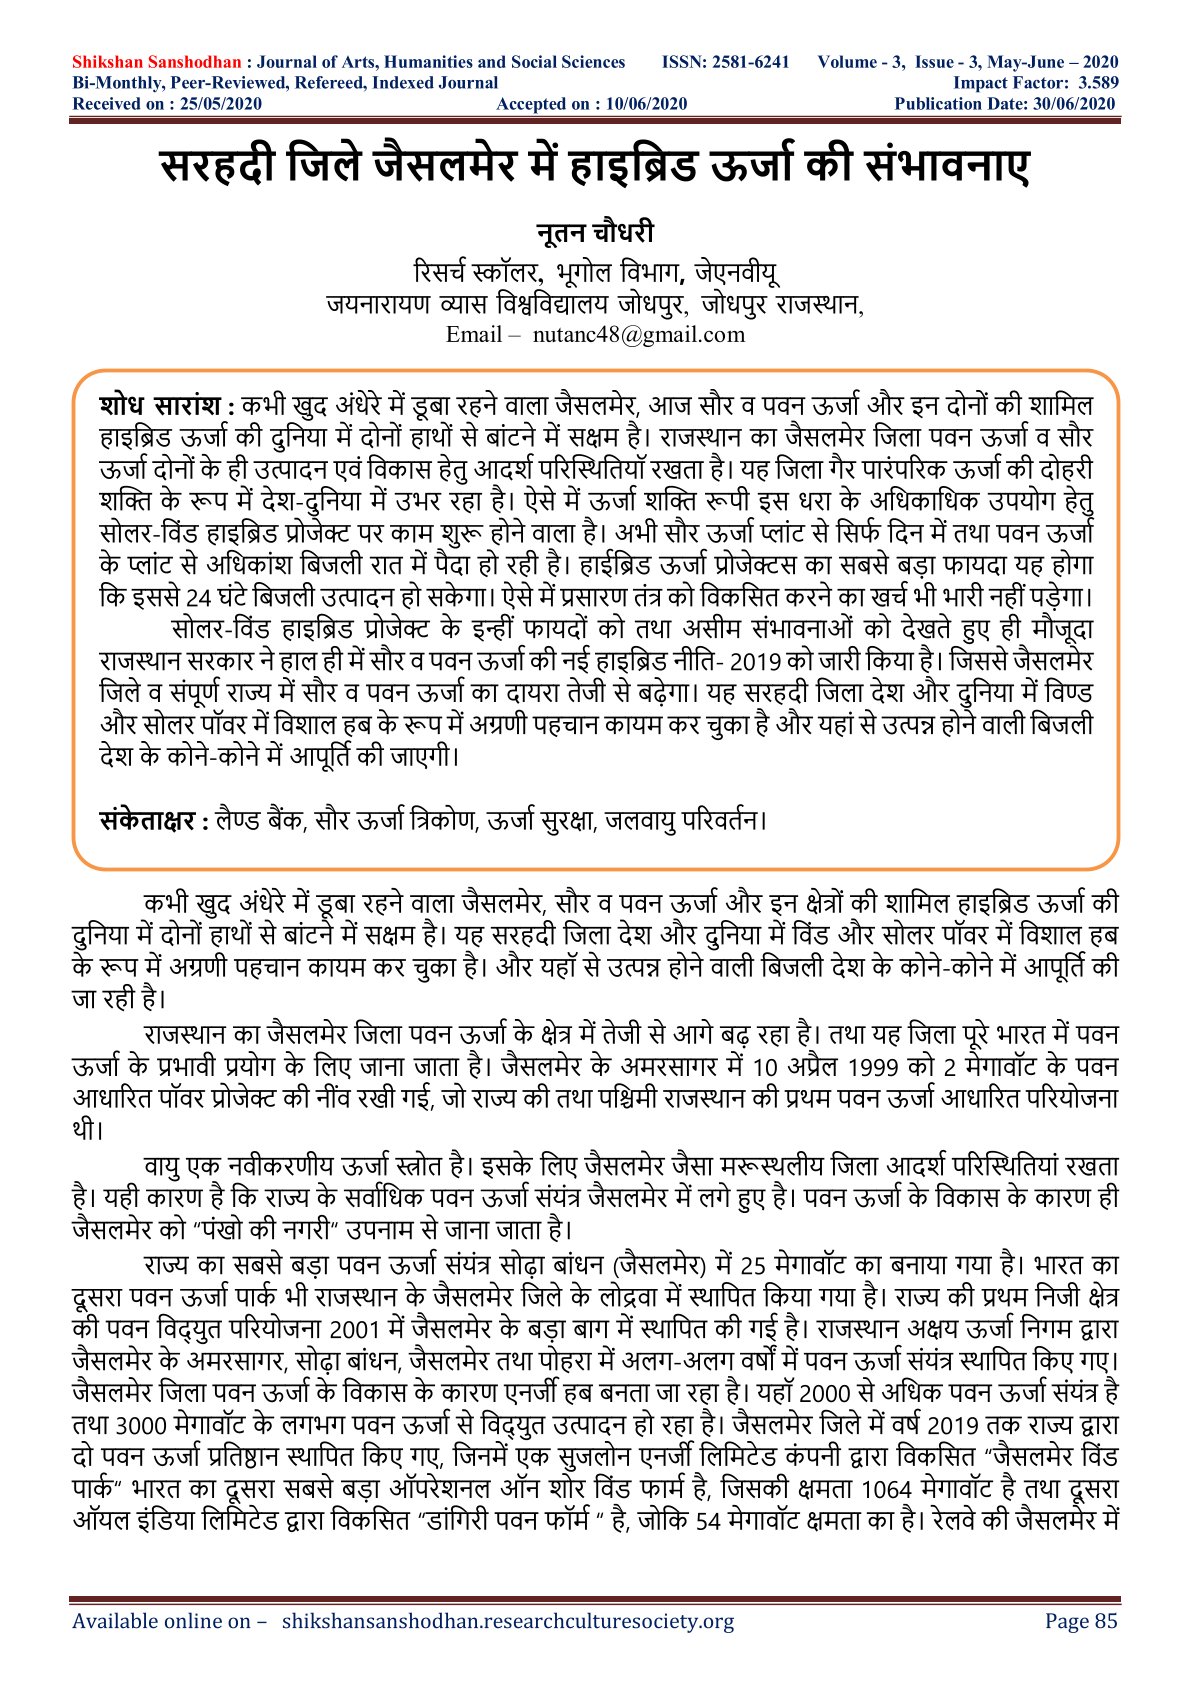 Shikshan Sanshodhan : Journal of Arts, Humanities and Social Sciences ISSN: 2581-6241 Volume - 3, Issue - 3, May-June – 2020
Bi-Monthly, Peer-Reviewed, Refereed, Indexed Journal Impact Factor: 3.589
Received on : 25/05/2020 Accepted on : 10/06/2020 Publication Date: 30/06/2020
सरहदी जिले जैसलमेर में हाइब्रिड ऊर्जा की संभावनाए
नूतन चौधरी
रिसर्च स्कॉलर, भूगोल विभाग, जेएनवीयू
जयनारायण व्यास विश्वविद्यालय जोधपुर, जोधपुर राजस्थान,
Email – nutanc48@gmail.com
शोध सारांश : कभी खुद अंधेरे में डूबा रहने वाला जैसलमेर, आज सौर व पवन ऊर्जा और इन दोनों की शामिल
हाइब्रिड ऊर्जा की दुनिया में दोनों हाथों से बांटने में सक्षम है। राजस्थान का जैसलमेर जिला पवन ऊर्जा व सौर
ऊर्जा दोनों के ही उत्पादन एवं विकास हेतु आदर्श परिस्थितियॉ रखता है। यह जिला गैर पारंपरिक ऊर्जा की दोहरी
शक्ति के रूप में देश-दुनिया में उभर रहा है। ऐसे में ऊर्जा शक्ति रूपी इस धरा के अधिकाधिक उपयोग हेतु
सोलर-विंड हाइब्रिड प्रोजेक्ट पर काम शुरू होने वाला है। अभी सौर ऊर्जा प्लांट से सिर्फ दिन में तथा पवन ऊर्जा
के प्लांट से अधिकांश बिजली रात में पैदा हो रही है। हाईब्रिड ऊर्जा प्रोजेक्टस का सबसे बड़ा फायदा यह होगा
कि इससे 24 घंटे बिजली उत्पादन हो सकेगा। ऐसे में प्रसारण तंत्र को विकसित करने का खर्च भी भारी नहीं पड़ेगा।
सोलर-विंड हाइब्रिड प्रोजेक्ट के इन्हीं फायदों को तथा असीम संभावनाओं को देखते हुए ही मौजूदा
राजस्थान सरकार ने हाल ही में सौर व पवन ऊर्जा की नई हाइब्रिड नीति- 2019 को जारी किया है। जिससे जैसलमेर
जिले व संपूर्ण राज्य में सौर व पवन ऊर्जा का दायरा तेजी से बढ़ेगा। यह सरहदी जिला देश और दुनिया में विण्ड
और सोलर पॉवर में विशाल हब के रूप में अग्रणी पहचान कायम कर चुका है और यहां से उत्पन्न होने वाली बिजली
देश के कोने-कोने में आपूर्ति की जाएगी।
संकेताक्षर : लैण्ड बैंक, सौर ऊर्जा त्रिकोण, ऊर्जा सुरक्षा, जलवायु परिवर्तन।
कभी खुद अंधेरे में डूबा रहने वाला जैसलमेर, सौर व पवन ऊर्जा और इन क्षेत्रों की शामिल हाइब्रिड ऊर्जा की
दुनिया में दोनों हाथों से बांटने में सक्षम है। यह सरहदी जिला देश और दुनिया में विंड और सोलर पॉवर में विशाल हब
के रूप में अग्रणी पहचान कायम कर चुका है। और यहॉ से उत्पन्न होने वाली बिजली देश के कोने-कोने में आपूर्ति की
जा रही है।
राजस्थान का जैसलमेर जिला पवन ऊर्जा के क्षेत्र में तेजी से आगे बढ़ रहा है। तथा यह जिला पूरे भारत में पवन
ऊर्जा के प्रभावी प्रयोग के लिए जाना जाता है। जैसलमेर के अमरसागर में 10 अप्रैल 1999 को 2 मेगावॉट के पवन
आधारित पॉवर प्रोजेक्ट की नींव रखी गई, जो राज्य की तथा पश्चिमी राजस्थान की प्रथम पवन ऊर्जा आधारित परियोजना
थी।
वायु एक नवीकरणीय ऊर्जा स्त्रोत है। इसके लिए जैसलमेर जैसा मरूस्थलीय जिला आदर्श परिस्थितियां रखता
है। यही कारण है कि राज्य के सर्वाधिक पवन ऊर्जा संयंत्र जैसलमेर में लगे हुए है। पवन ऊर्जा के विकास के कारण ही
जैसलमेर को “पंखो की नगरी“ उपनाम से जाना जाता है।
राज्य का सबसे बड़ा पवन ऊर्जा संयंत्र सोढ़ा बांधन (जैसलमेर) में 25 मेगावॉट का बनाया गया है। भारत का
दूसरा पवन ऊर्जा पार्क भी राजस्थान के जैसलमेर जिले के लोद्रवा में स्थापित किया गया है। राज्य की प्रथम निजी क्षेत्र
की पवन विद्युत परियोजना 2001 में जैसलमेर के बड़ा बाग में स्थापित की गई है। राजस्थान अक्षय ऊर्जा निगम द्वारा
जैसलमेर के अमरसागर, सोढ़ा बांधन, जैसलमेर तथा पोहरा में अलग-अलग वर्षों में पवन ऊर्जा संयंत्र स्थापित किए गए।
जैसलमेर जिला पवन ऊर्जा के विकास के कारण एनर्जी हब बनता जा रहा है। यहॉ 2000 से अधिक पवन ऊर्जा संयंत्र है
तथा 3000 मेगावॉट के लगभग पवन ऊर्जा से विद्युत उत्पादन हो रहा है। जैसलमेर जिले में वर्ष 2019 तक राज्य द्वारा
दो पवन ऊर्जा प्रतिष्ठान स्थापित किए गए, जिनमें एक सुजलोन एनर्जी लिमिटेड कंपनी द्वारा विकसित “जैसलमेर विंड
पार्क“ भारत का दूसरा सबसे बड़ा ऑपरेशनल ऑन शोर विंड फार्म है, जिसकी क्षमता 1064 मेगावॉट है तथा दूसरा
ऑयल इंडिया लिमिटेड द्वारा विकसित “डांगिरी पवन फॉर्म “ है, जोकि 54 मेगावॉट क्षमता का है। रेलवे की जैसलमेर में
Available online on – shikshansanshodhan.researchculturesociety.org Page 85